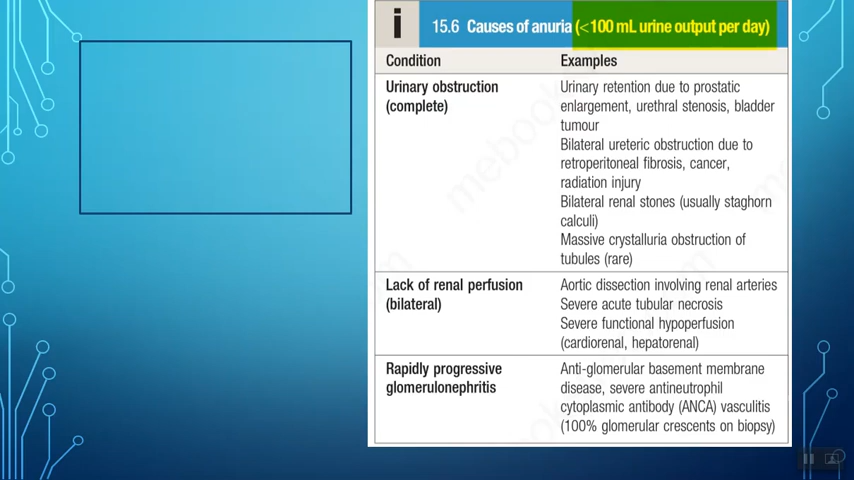 i
15.6 Causes of anuria (<100 mL urine output per day)
Condition
Examples
Urinary obstruction
(complete)
Urinary retention due to prostatic
enlargement, urethral stenosis, bladder
tumour
Bilateral ureteric obstruction due to
retroperitoneal fibrosis, cancer,
radiation injury
Bilateral renal stones (usually staghorn
calculi)
Massive crystalluria obstruction of
tubules (rare)
Lack of renal perfusion
(bilateral)
Aortic dissection involving renal arteries
Severe acute tubular necrosis
Severe functional hypoperfusion
(cardiorenal, hepatorenal)
Rapidly progressive
glomerulonephritis
Anti-glomerular basement membrane
disease, severe antineutrophil
cytoplasmic antibody (ANCA) vasculitis
(100% glomerular crescents on biopsy)